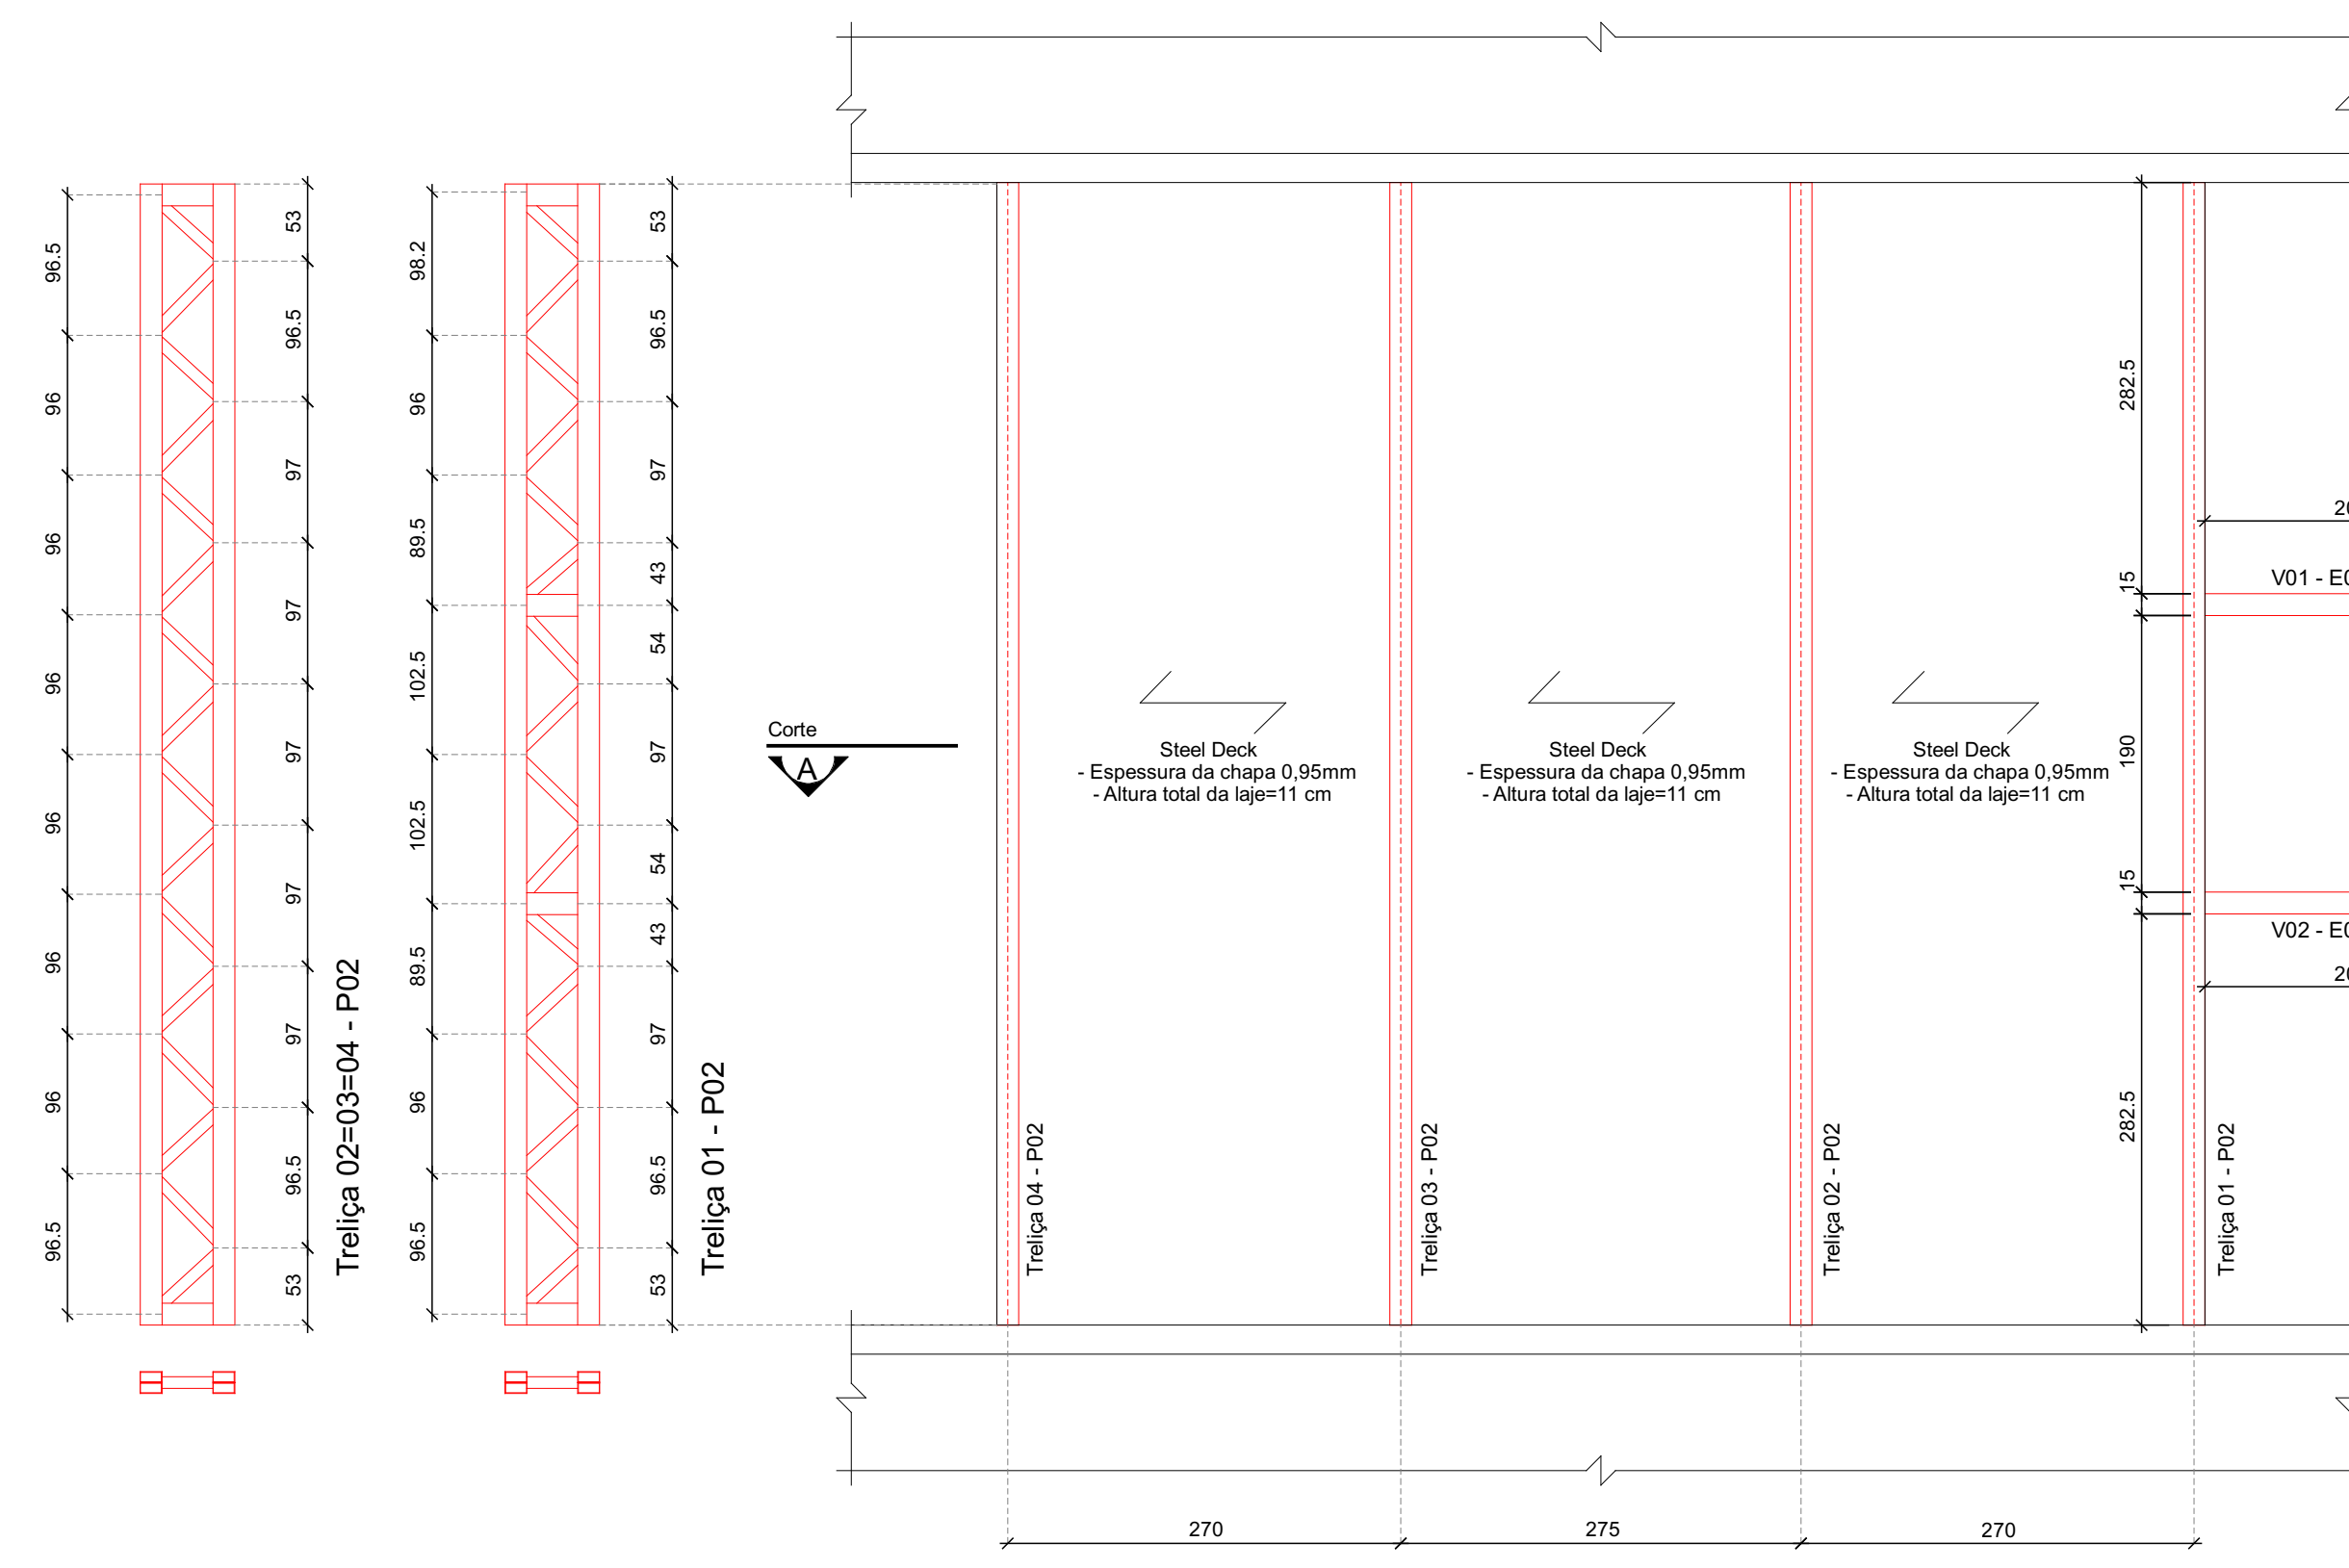 96.5
96
96
96
96
96
96
96.5
53
96.5
97
97
97
97
97
96.5
53
Treliça 02=03=04 - P02
98.2
96
89.5
102.5
102.5
89.5
96
96.5
53
96.5
97
43
54
97
54
43
97
96.5
53
Treliça 01 - P02
Corte
A
Steel Deck
- Espessura da chapa 0,95mm
- Altura total da laje=11 cm
Steel Deck
- Espessura da chapa 0,95mm
- Altura total da laje=11 cm
Steel Deck
- Espessura da chapa 0,95mm
- Altura total da laje=11 cm
Treliça 04 - P02
Treliça 03 - P02
Treliça 02 - P02
Treliça 01 - P02
282.5
15
190
15
282.5
V01 -
V02 -
270
275
270